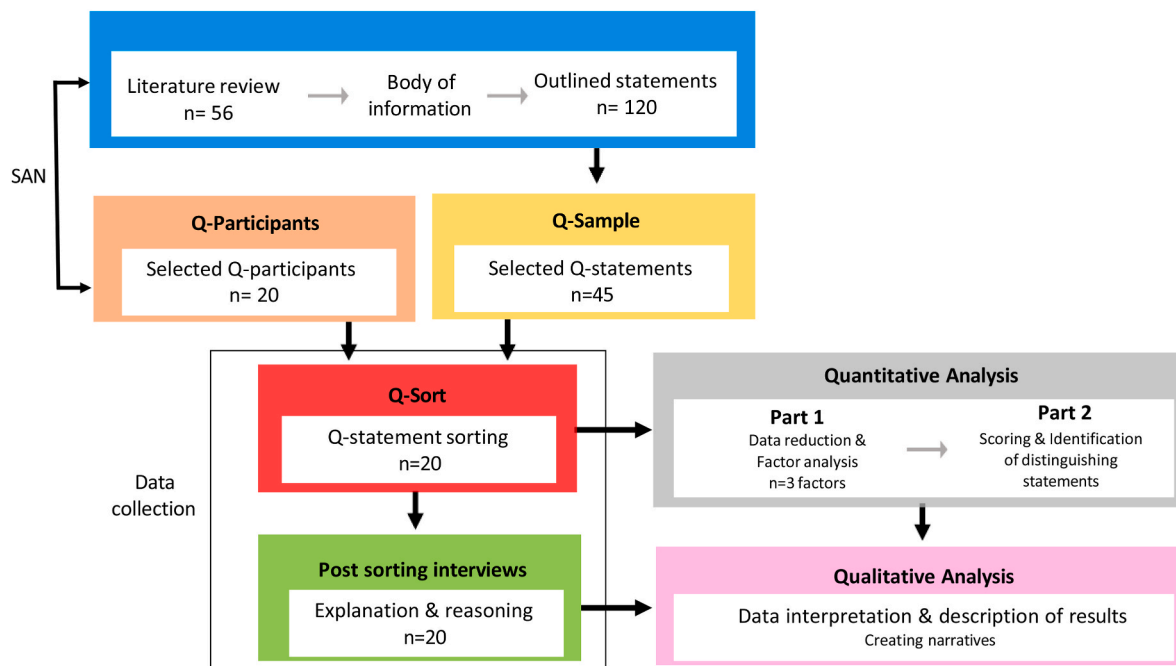 Literature review
n= 56
Body of
information
Outlined statements
n= 120
SAN
Q-Participants
Selected Q-participants
n= 20
Q-Sample
Selected Q-statements
n=45
Data
collection
Q-Sort
Q-statement sorting
n=20
Quantitative Analysis
Part 1
Data reduction &
Factor analysis
n=3 factors
Part 2
Scoring & Identification
of distinguishing
statements
Post sorting interviews
Explanation & reasoning
n=20
Qualitative Analysis
Data interpretation & description of results
Creating narratives